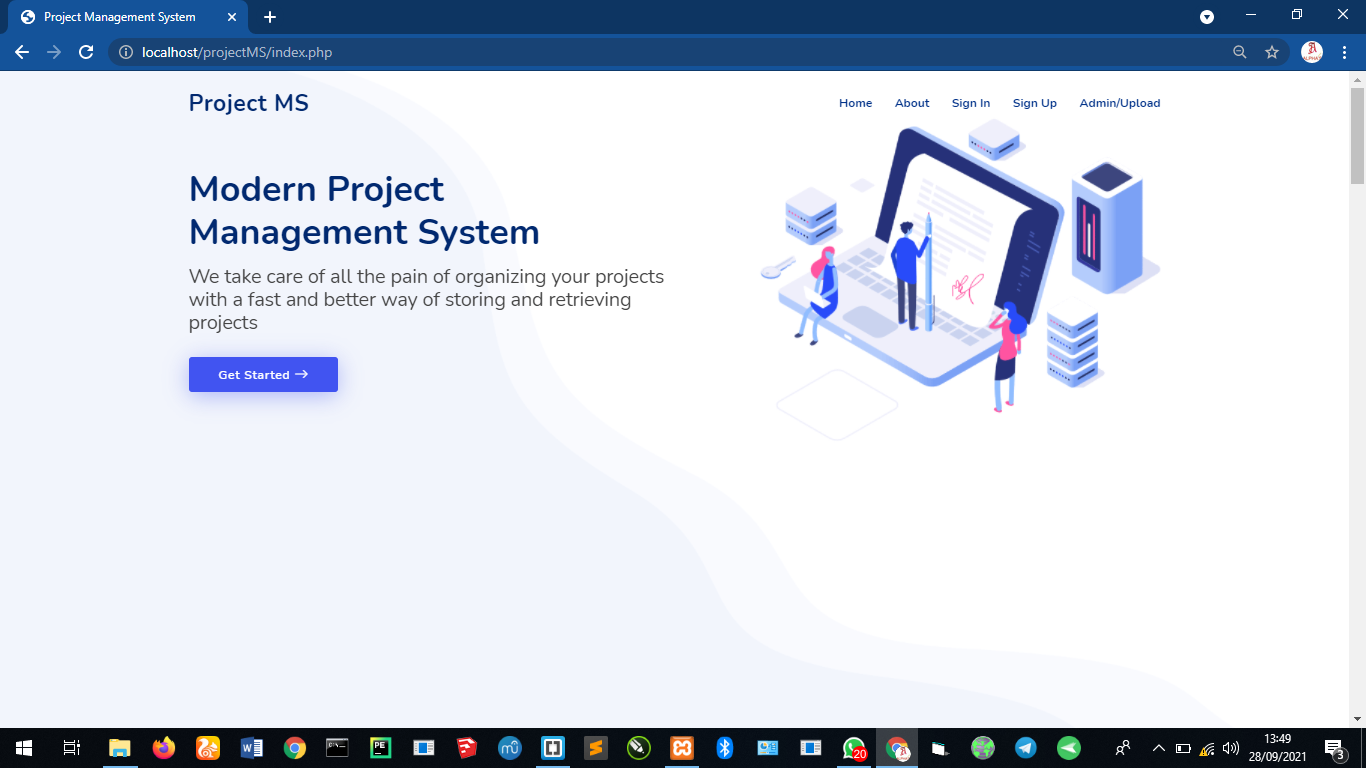 Project Management System
localhost/projectMS/index.php
Project MS
Home About Sign In Sign Up Admin/Upload
Modern Project
Management System
We take care of all the pain of organizing your projects
with a fast and better way of storing and retrieving
projects
Get Started →
20
13:49
28/09/2021
3